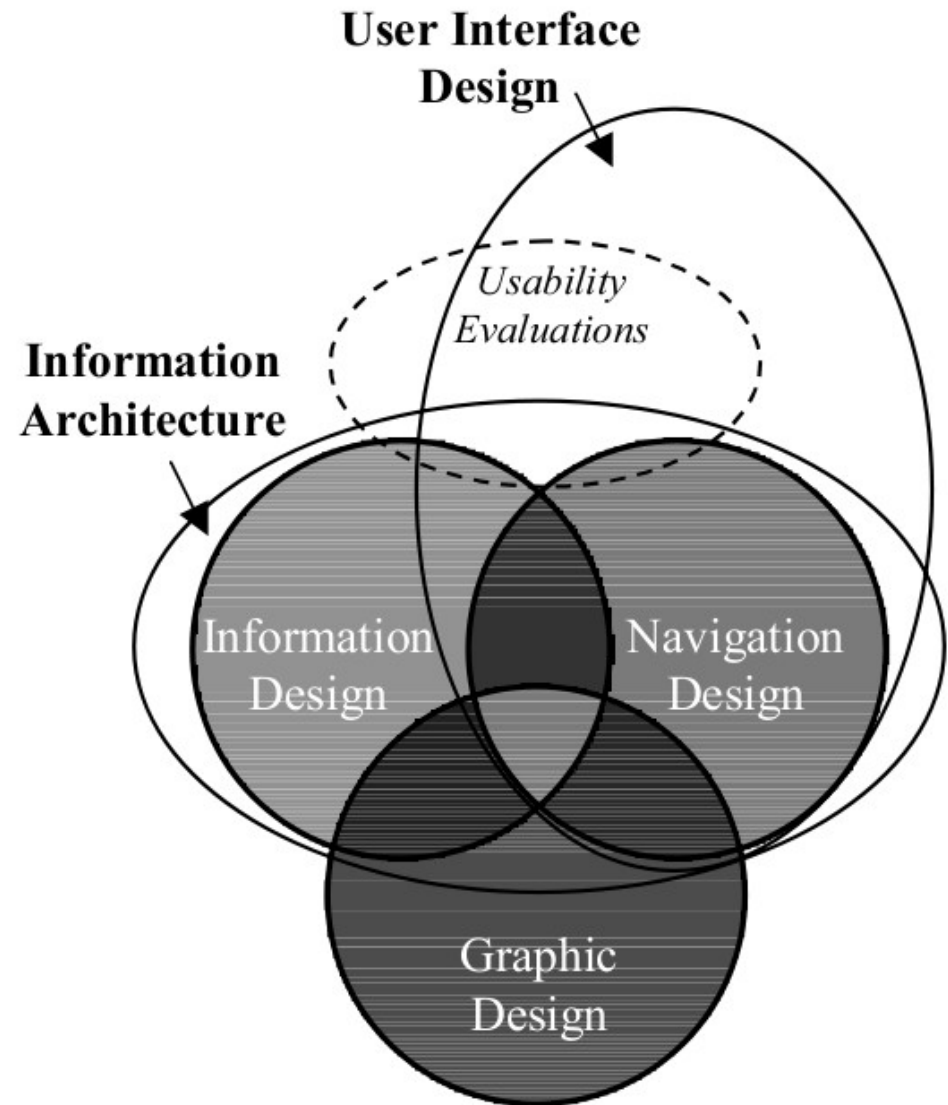 User Interface
Design
Usability
Evaluations
Information
Architecture
Information
Design
Navigation
Design
Graphic
Design